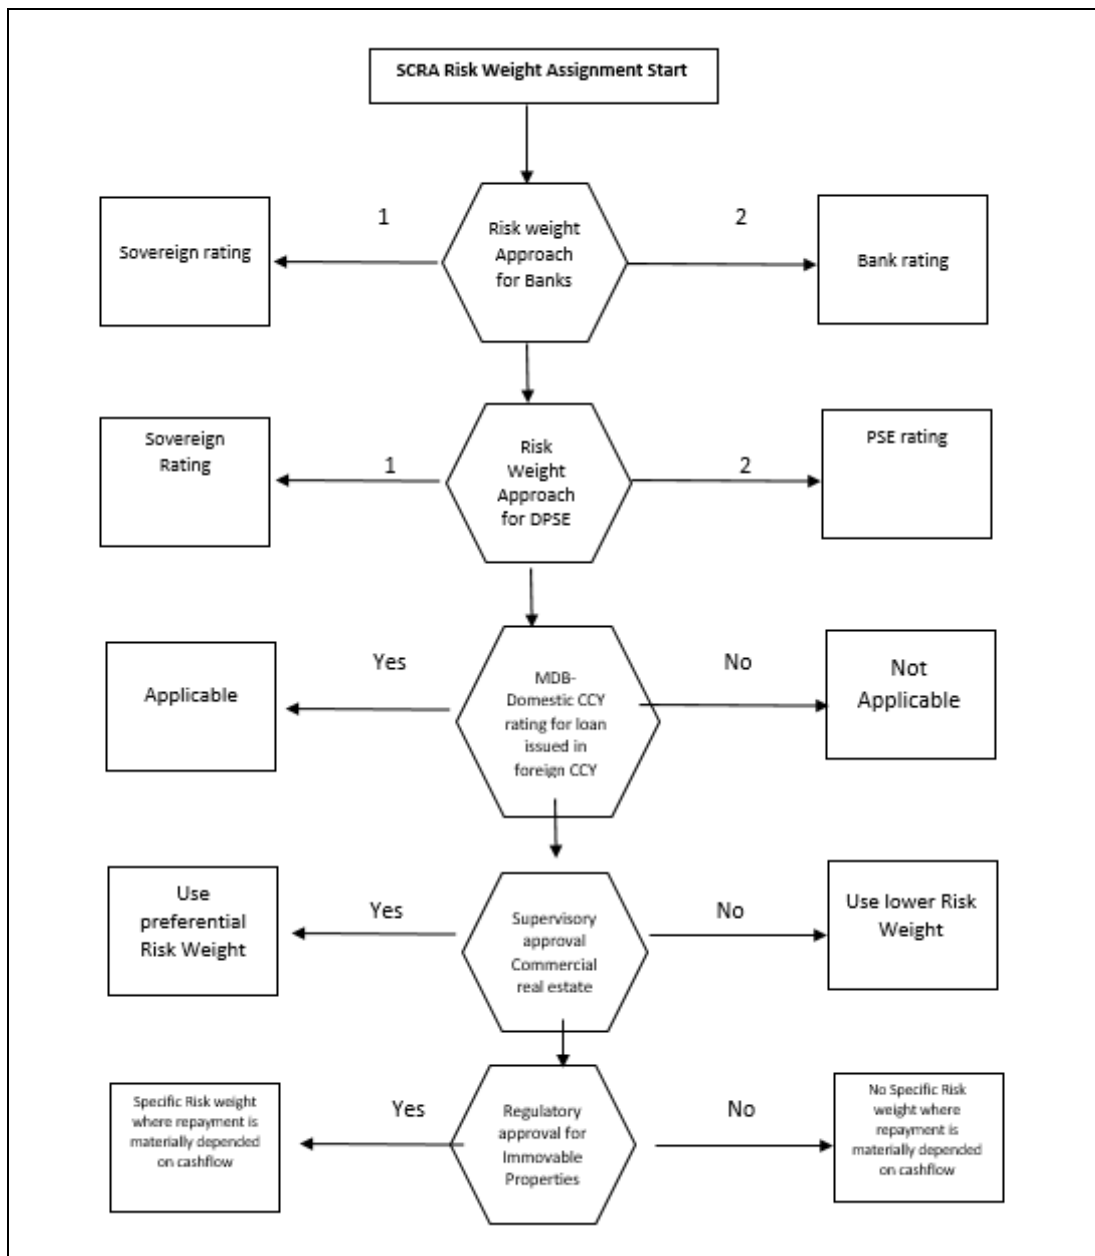 SCRA Risk Weight Assignment Start
1
2
Sovereign rating
Risk weight
Approach
for Banks
Bank rating
Sovereign
Rating
1
Risk
Weight
Approach
for DPSE
2
PSE rating
Applicable
Yes
MDB-
Domestic CCY
rating for loan
issued in
foreign CCY
No
Not
Applicable
Use
preferential
Risk Weight
Yes
Supervisory
approval
Commercial
real estate
No
Use lower Risk
Weight
Specific Risk weight
where repayment is
materially depended
on cashflow
Yes
Regulatory
approval for
Immovable
Properties
No
No Specific Risk
weight where
repayment is
materially depended
on cashflow